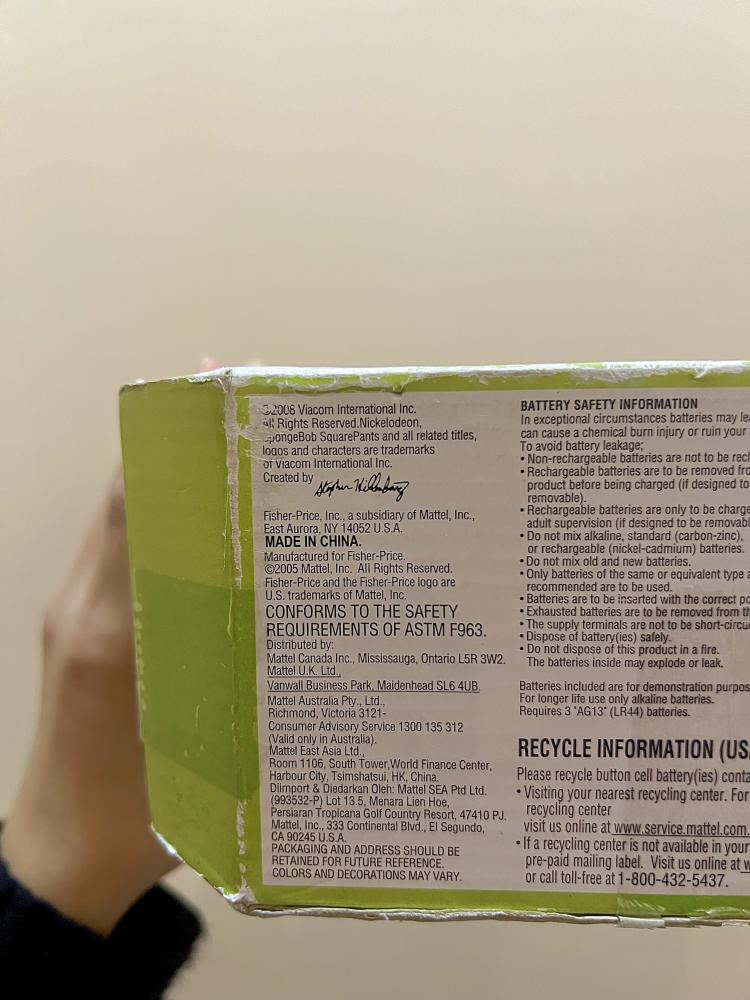 ©2006 Viacom International Inc.
All Rights Reserved.Nickelodeon,
SpongeBob SquarePants and all related titles,
logos and characters are trademarks
of Viacom International Inc.
Created by Stephen Hillenburg
Fisher-Price, Inc., a subsidiary of Mattel, Inc.,
East Aurora, NY 14052 U.S.A.
MADE IN CHINA.
Manufactured for Fisher-Price.
©2005 Mattel, Inc. All Rights Reserved.
Fisher-Price and the Fisher-Price logo are
U.S. trademarks of Mattel, Inc.
CONFORMS TO THE SAFETY
REQUIREMENTS OF ASTM F963.
Distributed by:
Mattel Canada Inc., Mississauga, Ontario L5R 3W2.
Mattel U.K. Ltd.,
Vanwall Business Park, Maidenhead SL6 4UB.
Mattel Australia Pty., Ltd.,
Richmond, Victoria 3121-
Consumer Advisory Service 1300 135 312
(Valid only in Australia).
Mattel East Asia Ltd.,
Room 1106, South Tower,World Finance Center,
Harbour City, Tsimshatsui, HK, China.
Diimport & Diedarkan Oleh: Mattel SEA Ptd Ltd.
(993532-P) Lot 13.5, Menara Lien Hoe,
Persiaran Tropicana Golf Country Resort, 47410 PJ.
Mattel, Inc., 333 Continental Blvd., El Segundo,
CA 90245 U.S.A.
PACKAGING AND ADDRESS SHOULD BE
RETAINED FOR FUTURE REFERENCE.
COLORS AND DECORATIONS MAY VARY.
BATTERY SAFETY INFORMATION
In exceptional circumstances batteries may
can cause a chemical burn injury or ruin your
To avoid battery leakage;
• Non-rechargeable batteries are not to be
• Rechargeable batteries are to be removed
product before being charged (if designed to
removable).
• Rechargeable batteries are only to be
adult supervision (if designed to be
• Do not mix alkaline, standard (carbon-zinc),
or rechargeable (nickel-cadmium) batteries.
• Do not mix old and new batteries.
• Only batteries of the same or equivalent type
recommended are to be used.
• Batteries are to be inserted with the correct
• Exhausted batteries are to be removed from
• The supply terminals are not to be
• Dispose of battery(ies) safely.
• Do not dispose of this product in a fire.
The batteries inside may explode or leak.
Batteries included are for demonstration
For longer life use only alkaline batteries.
Requires 3 "AG13" (LR44) batteries.
RECYCLE INFORMATION
Please recycle button cell battery(ies)
• Visiting your nearest recycling center. For
recycling center
visit us online at www.service.mattel.com.
• If a recycling center is not available in your
pre-paid mailing label. Visit us online at
or call toll-free at 1-800-432-5437.